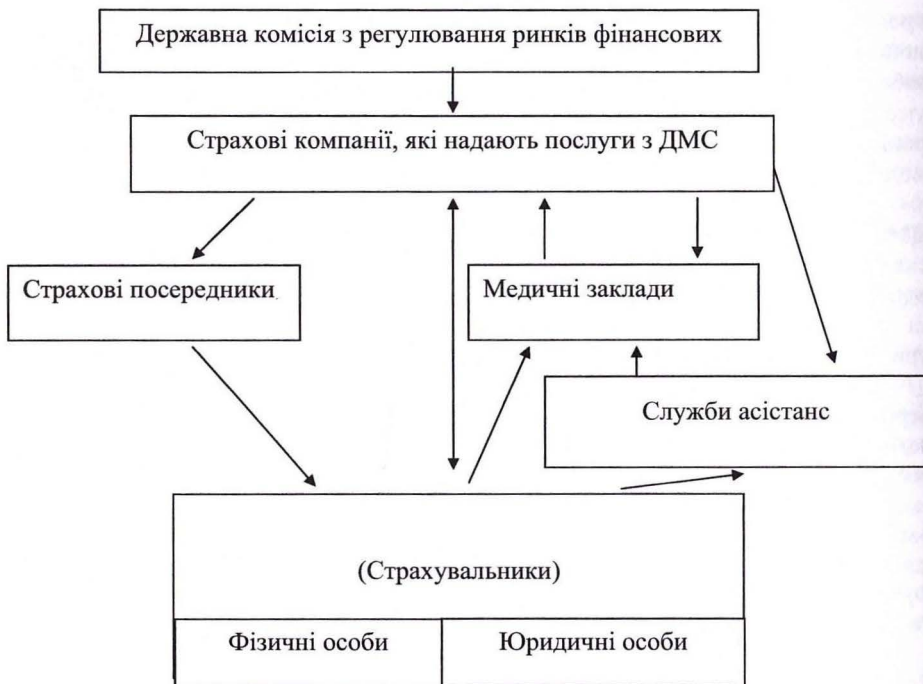 Державна комісія з регулювання ринків фінансових
Страхові компанії, які надають послуги з ДМС
Страхові посередники
Медичні заклади
Служби асістанс
(Страхувальники)
Фізичні особи
Юридичні особи